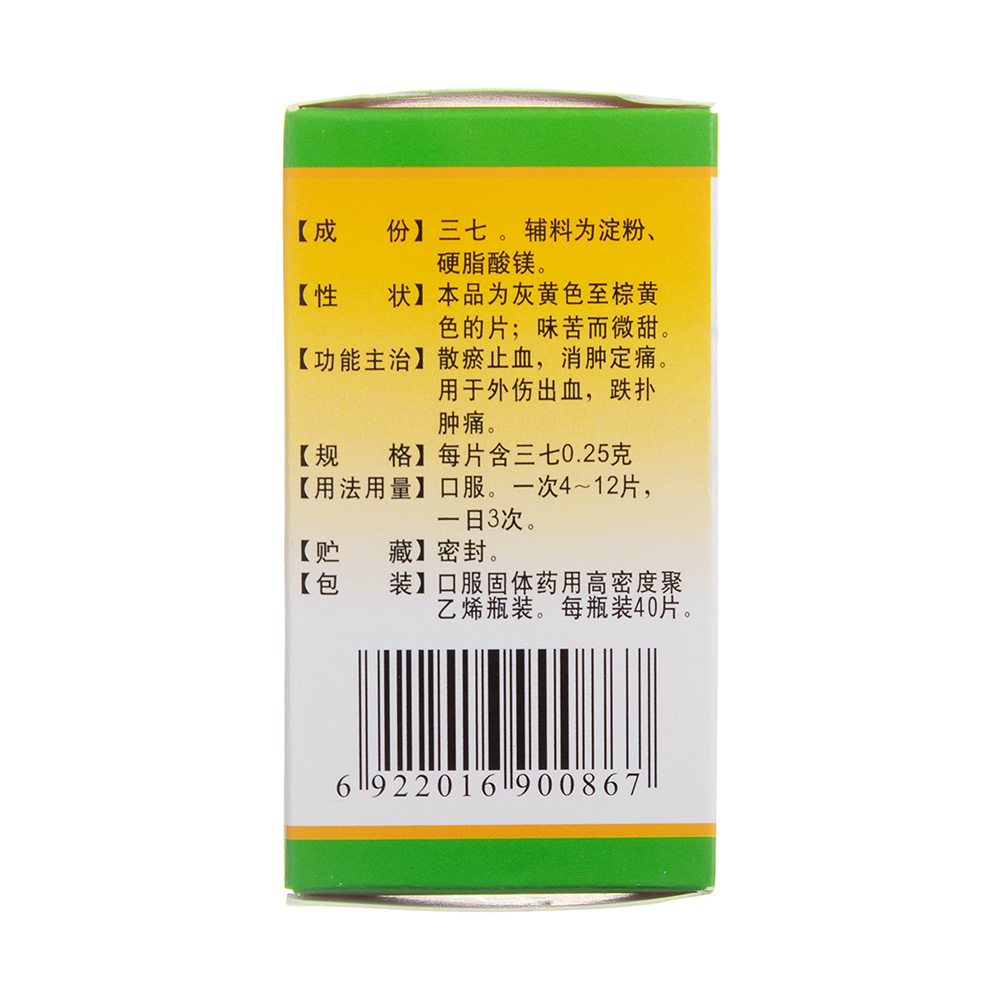 【成份】三七。辅料为淀粉、
硬脂酸镁。
【性状】本品为灰黄色至棕黄
色的片；味苦而微甜。
【功能主治】散瘀止血，消肿定痛。
用于外伤出血，跌扑
肿痛。
【规格】每片含三七0.25克
【用法用量】口服。一次4～12片，
一日3次。
【贮藏】密封。
【包装】口服固体药用高密度聚
乙烯瓶装。每瓶装40片。
6 922016 900867